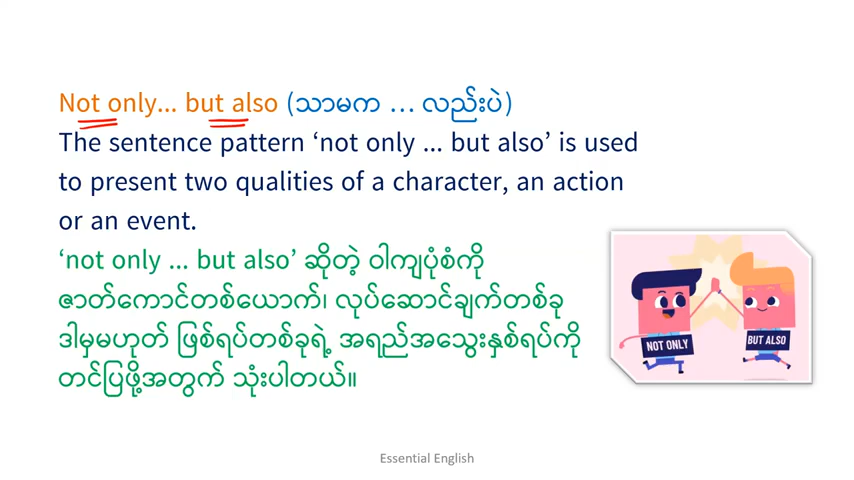 Not only... but also (သာမက ... လည်းပဲ)
The sentence pattern ‘not only ... but also’ is used
to present two qualities of a character, an action
or an event.
‘not only ... but also’ ဆိုတဲ့ ဝါကျပုံစံကို
ဇာတ်ကောင်တစ်ယောက်၊ လုပ်ဆောင်ချက်တစ်ခု
ဒါမှမဟုတ် ဖြစ်ရပ်တစ်ခုရဲ့ အရည်အသွေးနှစ်ရပ်ကို
တင်ပြဖို့အတွက် သုံးပါတယ်။
NOT ONLY
BUT ALSO
Essential English